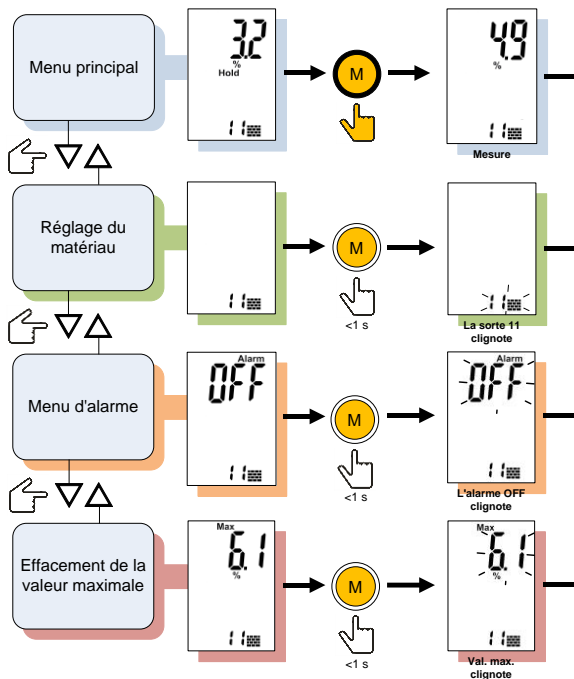 Menu principal
3.2
%
Hold
11
M
4.9
%
11
Mesure
Réglage du
matériau
11
M
<1 s
11
La sorte 11
clignote
Menu d'alarme
Alarm
OFF
11
M
<1 s
Alarm
OFF
11
L'alarme OFF
clignote
Effacement de la
valeur maximale
Max
6.1
%
11
M
<1 s
Max
6.1
%
11
Val. max.
clignote